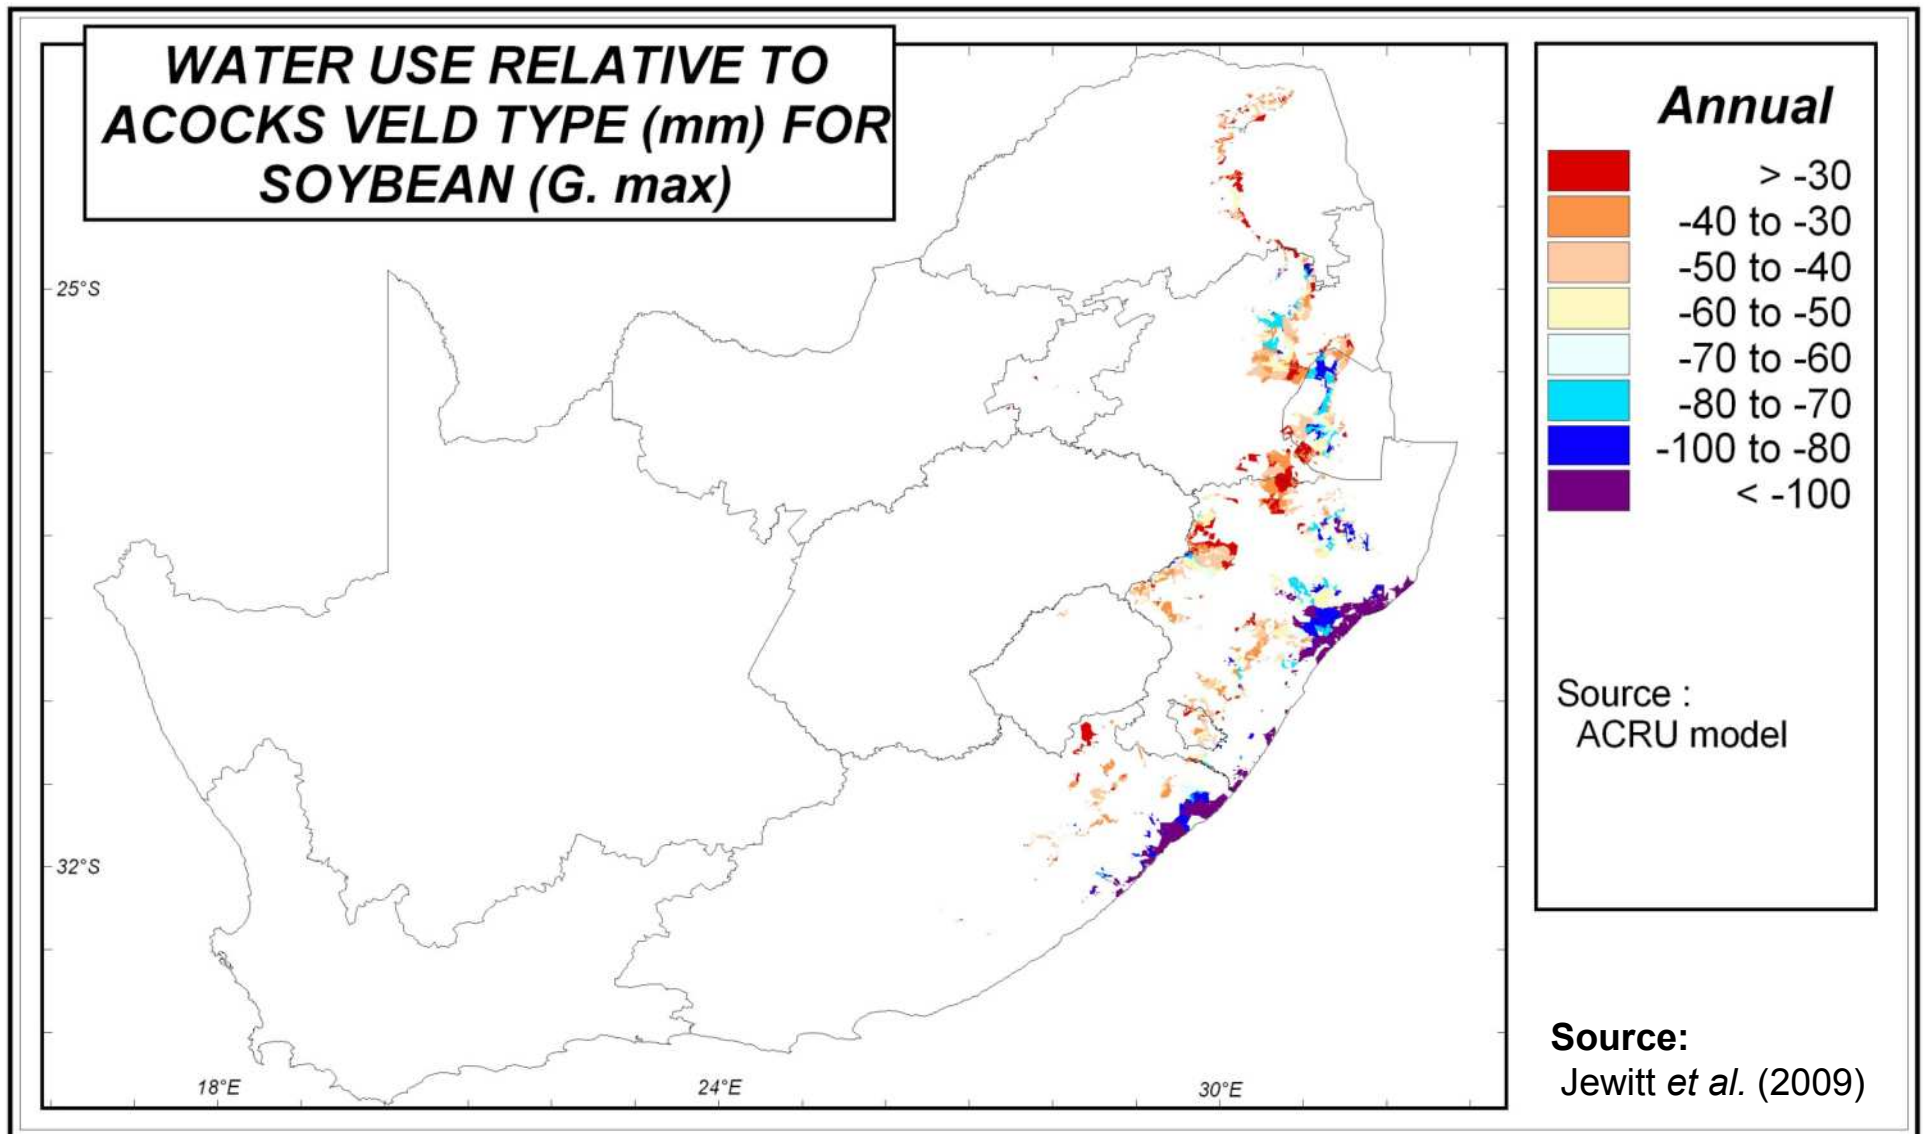 WATER USE RELATIVE TO
ACOCKS VELD TYPE (mm) FOR
SOYBEAN (G. max)
Annual
> -30
-40 to -30
-50 to -40
-60 to -50
-70 to -60
-80 to -70
-100 to -80
< -100
Source :
ACRU model
Source:
Jewitt et al. (2009)
25°S
32°S
18°E
24°E
30°E